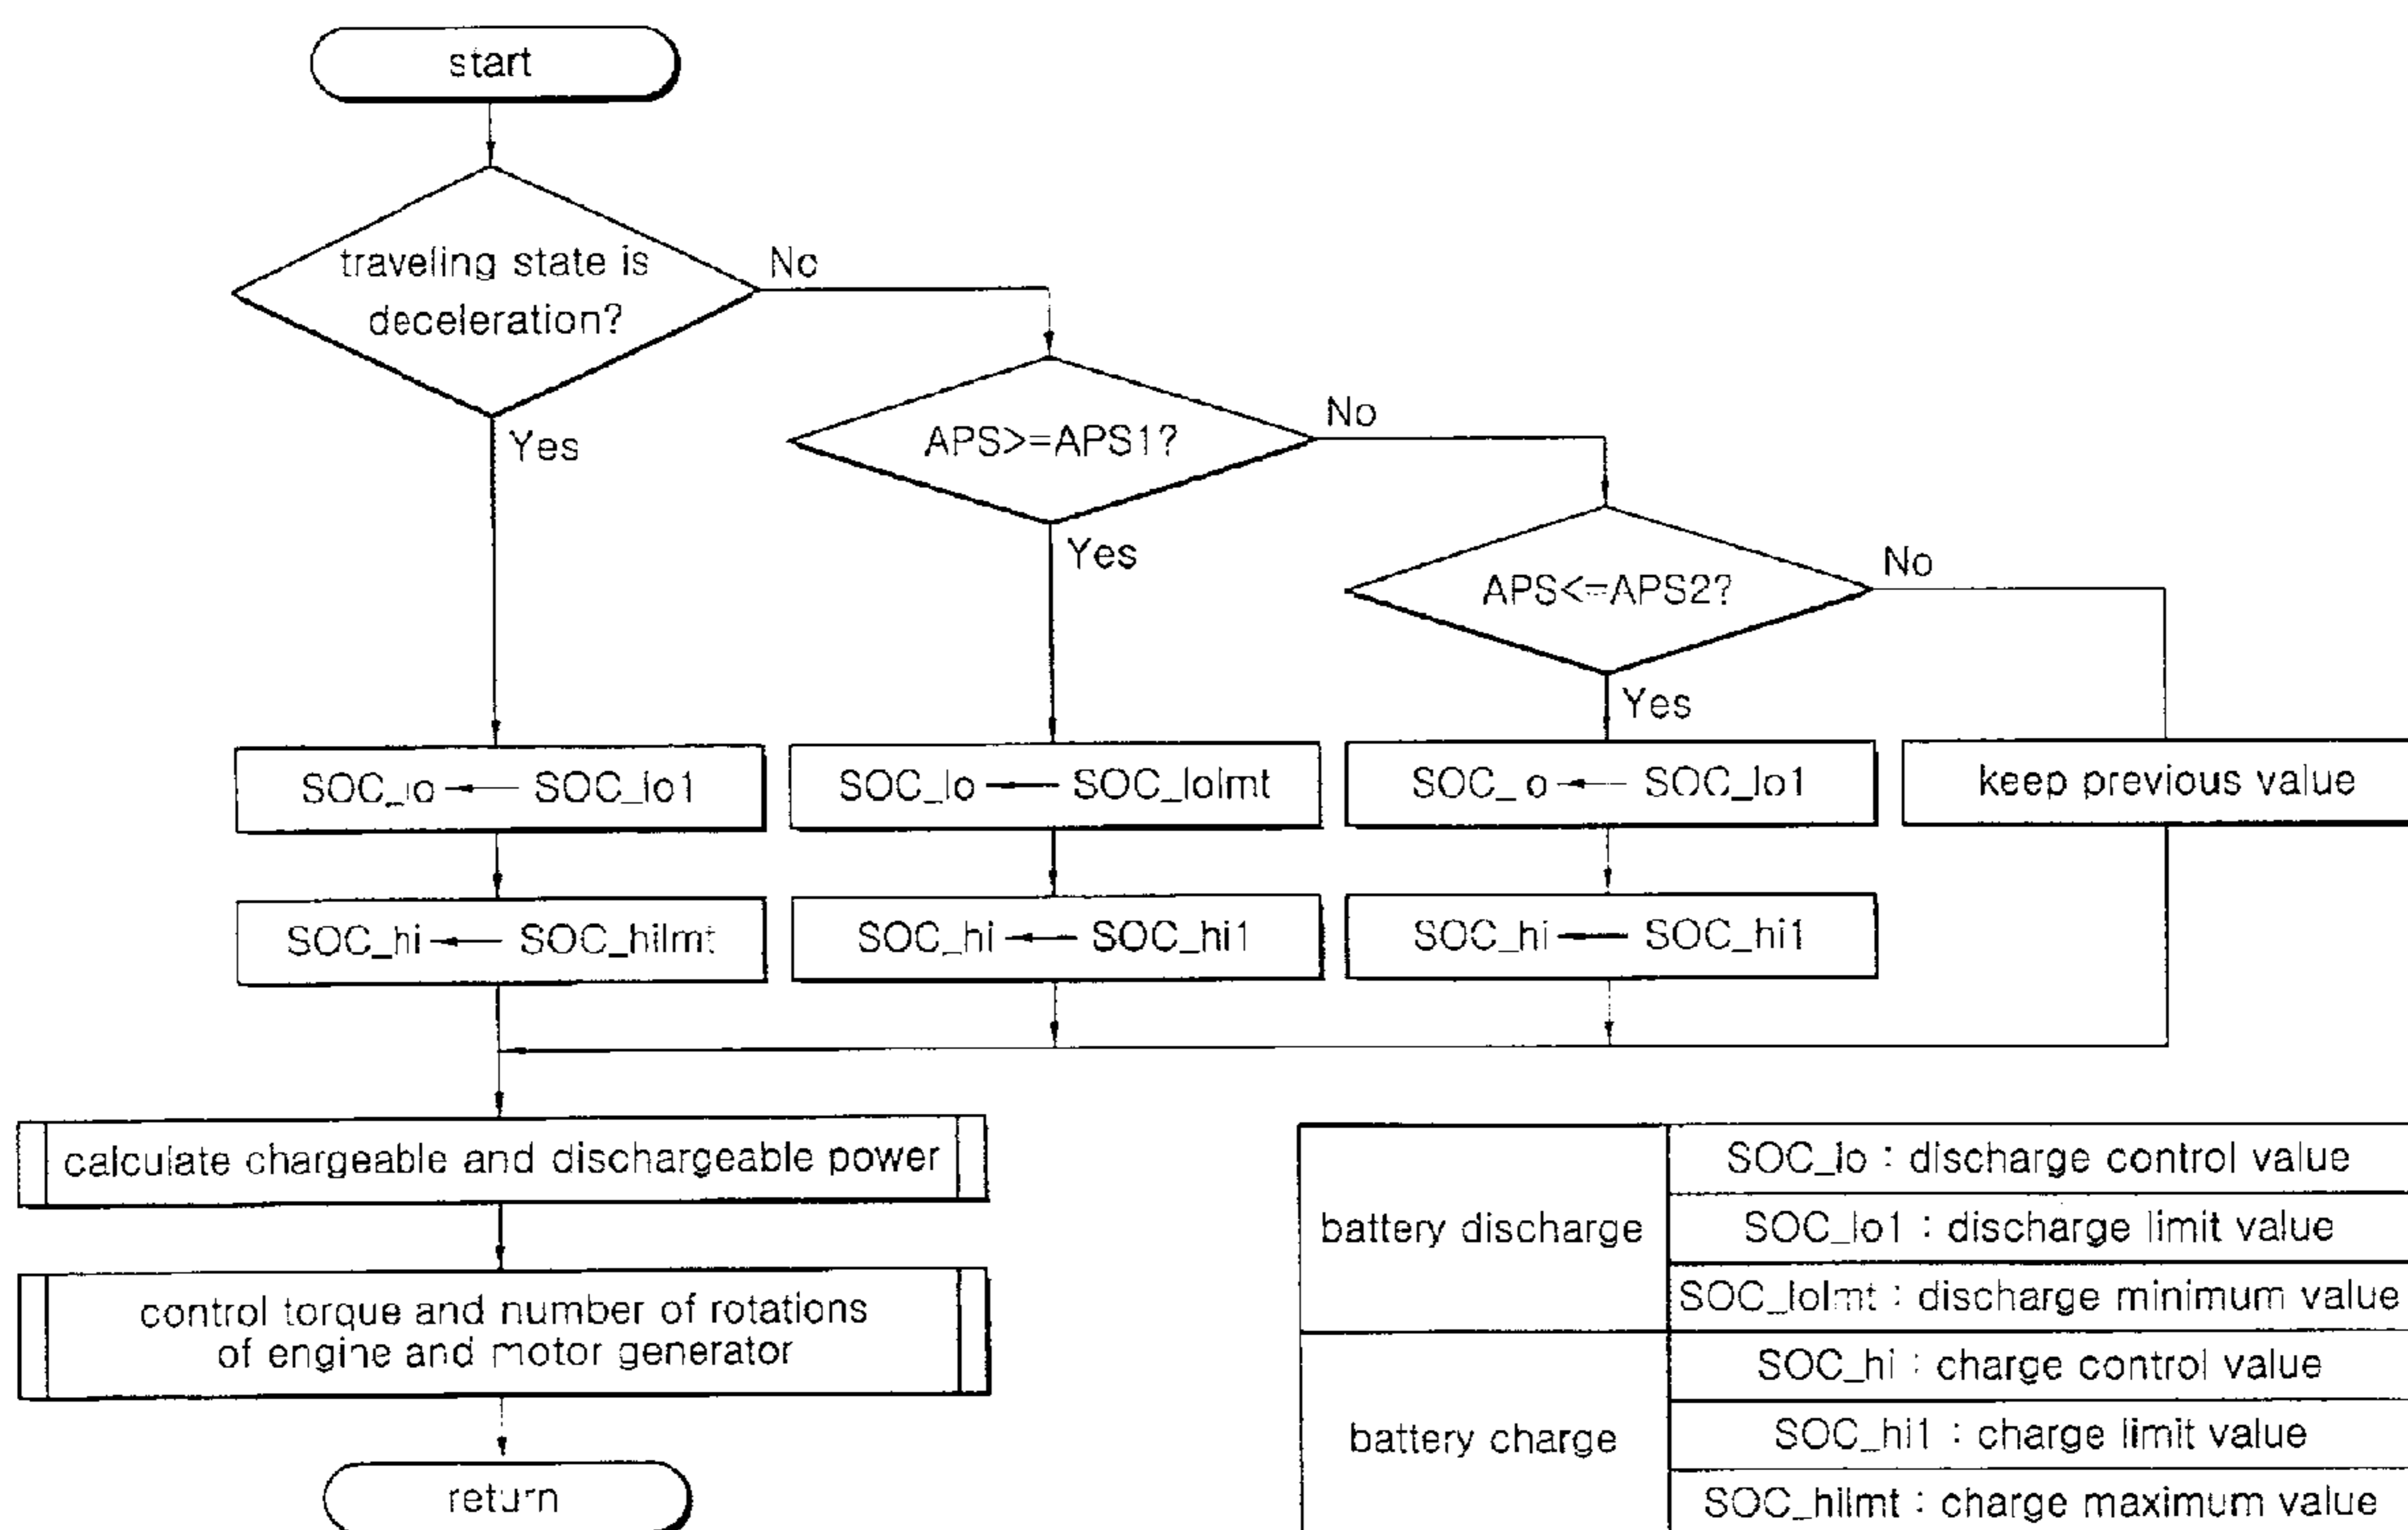 start
traveling state is
deceleration?
No
Yes
APS>=APS1?
No
Yes
APS<=APS2?
No
Yes
SOC_lo ← SOC_lo1
SOC_lo ← SOC_lolmt
SOC_lo ← SOC_lo1
keep previous value
SOC_hi ← SOC_hilmt
SOC_hi ← SOC_hi1
SOC_hi ← SOC_hi1
calculate chargeable and dischargeable power
control torque and number of rotations
of engine and motor generator
return
battery discharge
SOC_lo : discharge control value
SOC_lo1 : discharge limit value
SOC_lolmt : discharge minimum value
battery charge
SOC_hi : charge control value
SOC_hi1 : charge limit value
SOC_hilmt : charge maximum value